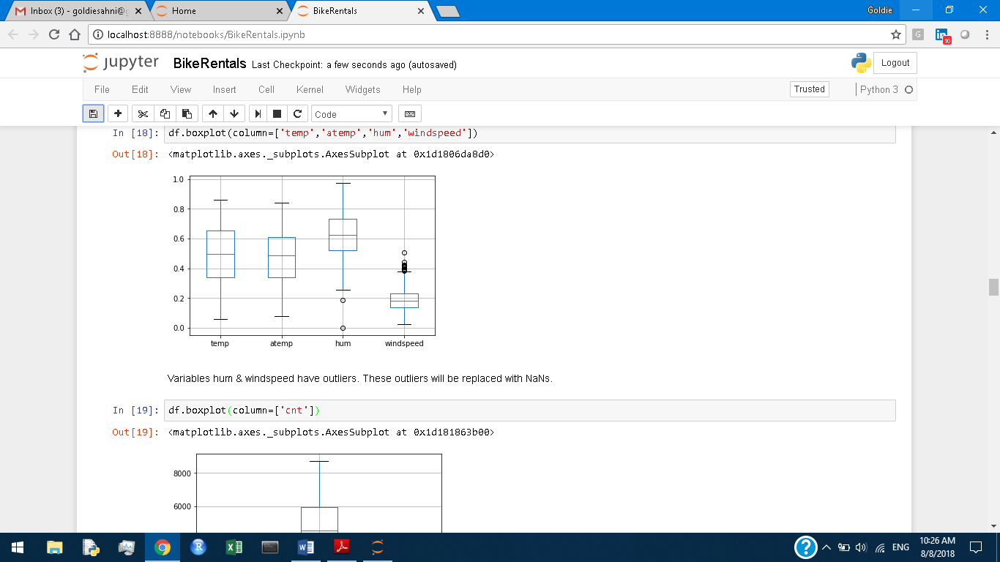 Inbox (3) - goldiesahni@g
Home
BikeRentals
Goldie
localhost:8888/notebooks/BikeRentals.ipynb
G
10
jupyter BikeRentals Last Checkpoint: a few seconds ago (autosaved)
Logout
File Edit View Insert Cell Kernel Widgets Help
Trusted
Python 3
Code
In [18]: df.boxplot(column=['temp','atemp','hum','windspeed'])
Out[18]: <matplotlib.axes._subplots.AxesSubplot at 0x1d1806da8d0>
1.0
0.8
0.6
0.4
0.2
0.0
temp atemp hum windspeed
Variables hum & windspeed have outliers. These outliers will be replaced with NaNs.
In [19]: df.boxplot(column=['cnt'])
Out[19]: <matplotlib.axes._subplots.AxesSubplot at 0x1d181863b00>
8000
6000
R
ENG
10:26 AM
8/8/2018